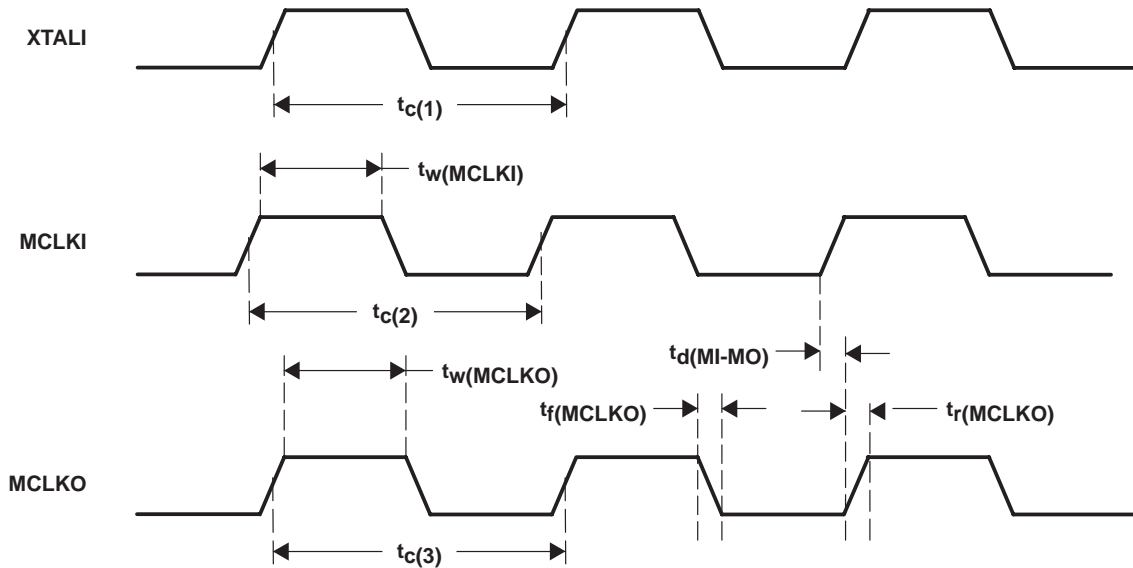 XTALI
tc(1)
tw(MCLKI)
MCLKI
tc(2)
td(MI-MO)
tw(MCLKO)
tf(MCLKO)
tr(MCLKO)
MCLKO
tc(3)